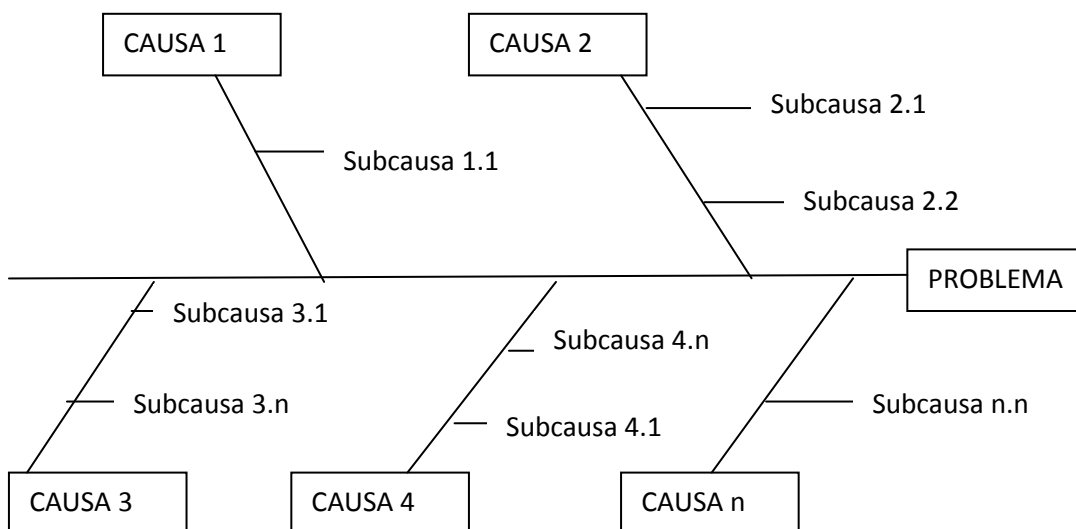 CAUSA 1
CAUSA 2
Subcausa 2.1
Subcausa 1.1
Subcausa 2.2
PROBLEMA
Subcausa 3.1
Subcausa 4.n
Subcausa 3.n
Subcausa n.n
Subcausa 4.1
CAUSA 3
CAUSA 4
CAUSA n